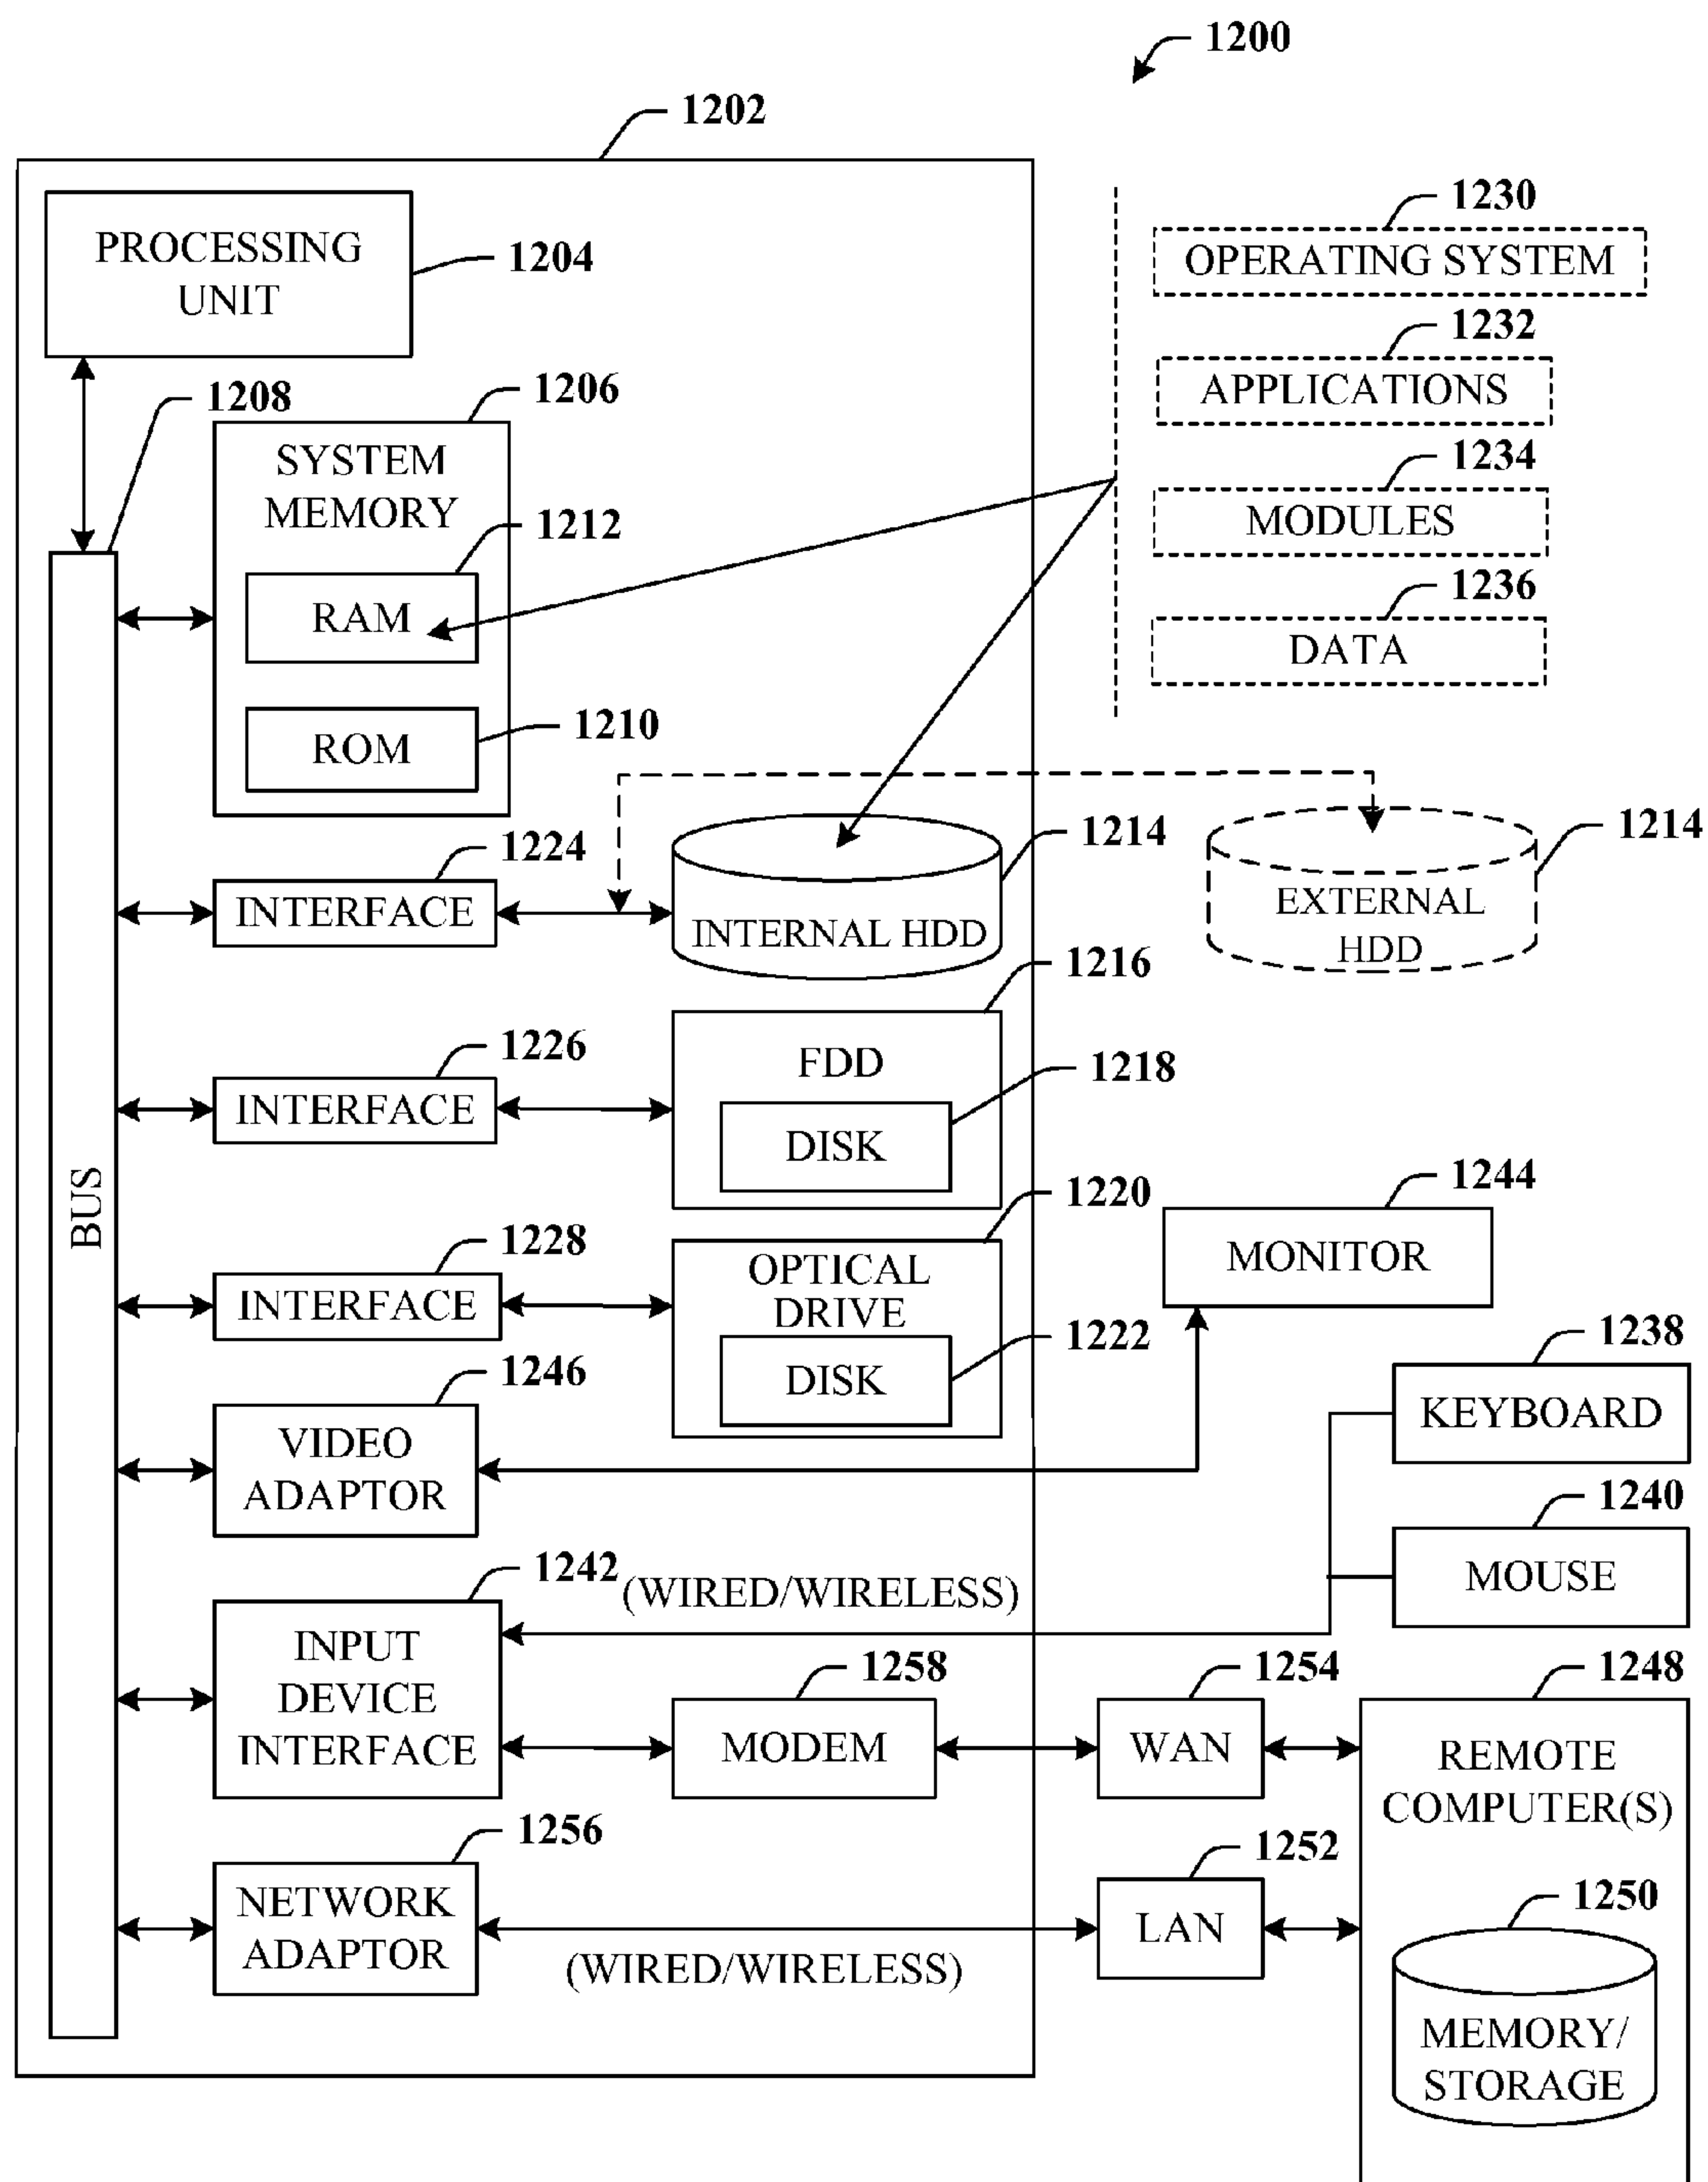 1200
1202
1230
PROCESSING
UNIT
1204
OPERATING SYSTEM
1232
APPLICATIONS
1208
1206
SYSTEM
MEMORY
1234
MODULES
1212
RAM
1236
DATA
1210
ROM
1224
INTERFACE
1214
INTERNAL HDD
1214
EXTERNAL
HDD
1216
FDD
1226
INTERFACE
1218
DISK
BUS
1220
1244
MONITOR
1228
INTERFACE
OPTICAL
DRIVE
1222
DISK
1238
KEYBOARD
1246
VIDEO
ADAPTOR
1240
MOUSE
1242
(WIRED/WIRELESS)
INPUT
DEVICE
INTERFACE
1258
MODEM
1254
WAN
1248
REMOTE
COMPUTER(S)
1256
NETWORK
ADAPTOR
(WIRED/WIRELESS)
1252
LAN
1250
MEMORY/
STORAGE